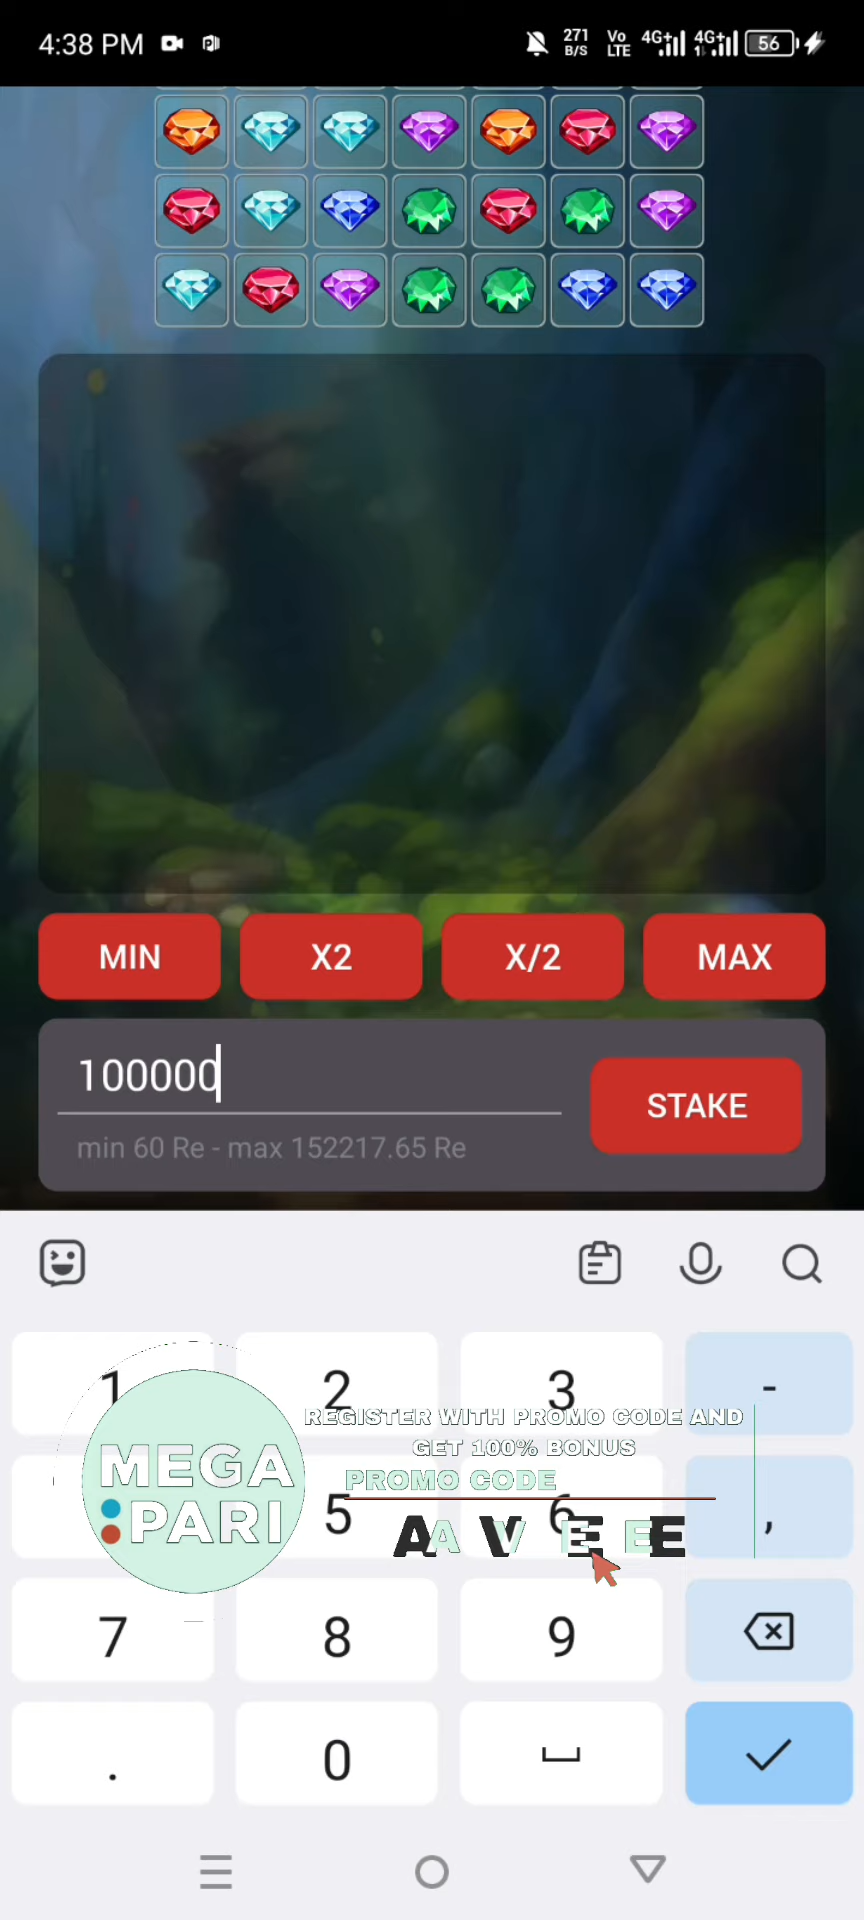 4:38 PM
271
B/S
Vo
LTE
4G+
4G+
56
MIN
X2
X/2
MAX
100000
STAKE
min 60 Re - max 152217.65 Re
1
2
3
-
REGISTER WITH PROMO CODE AND
GET 100% BONUS
MEGA
PARI
PROMO CODE
5
6
,
7
8
9
.
0